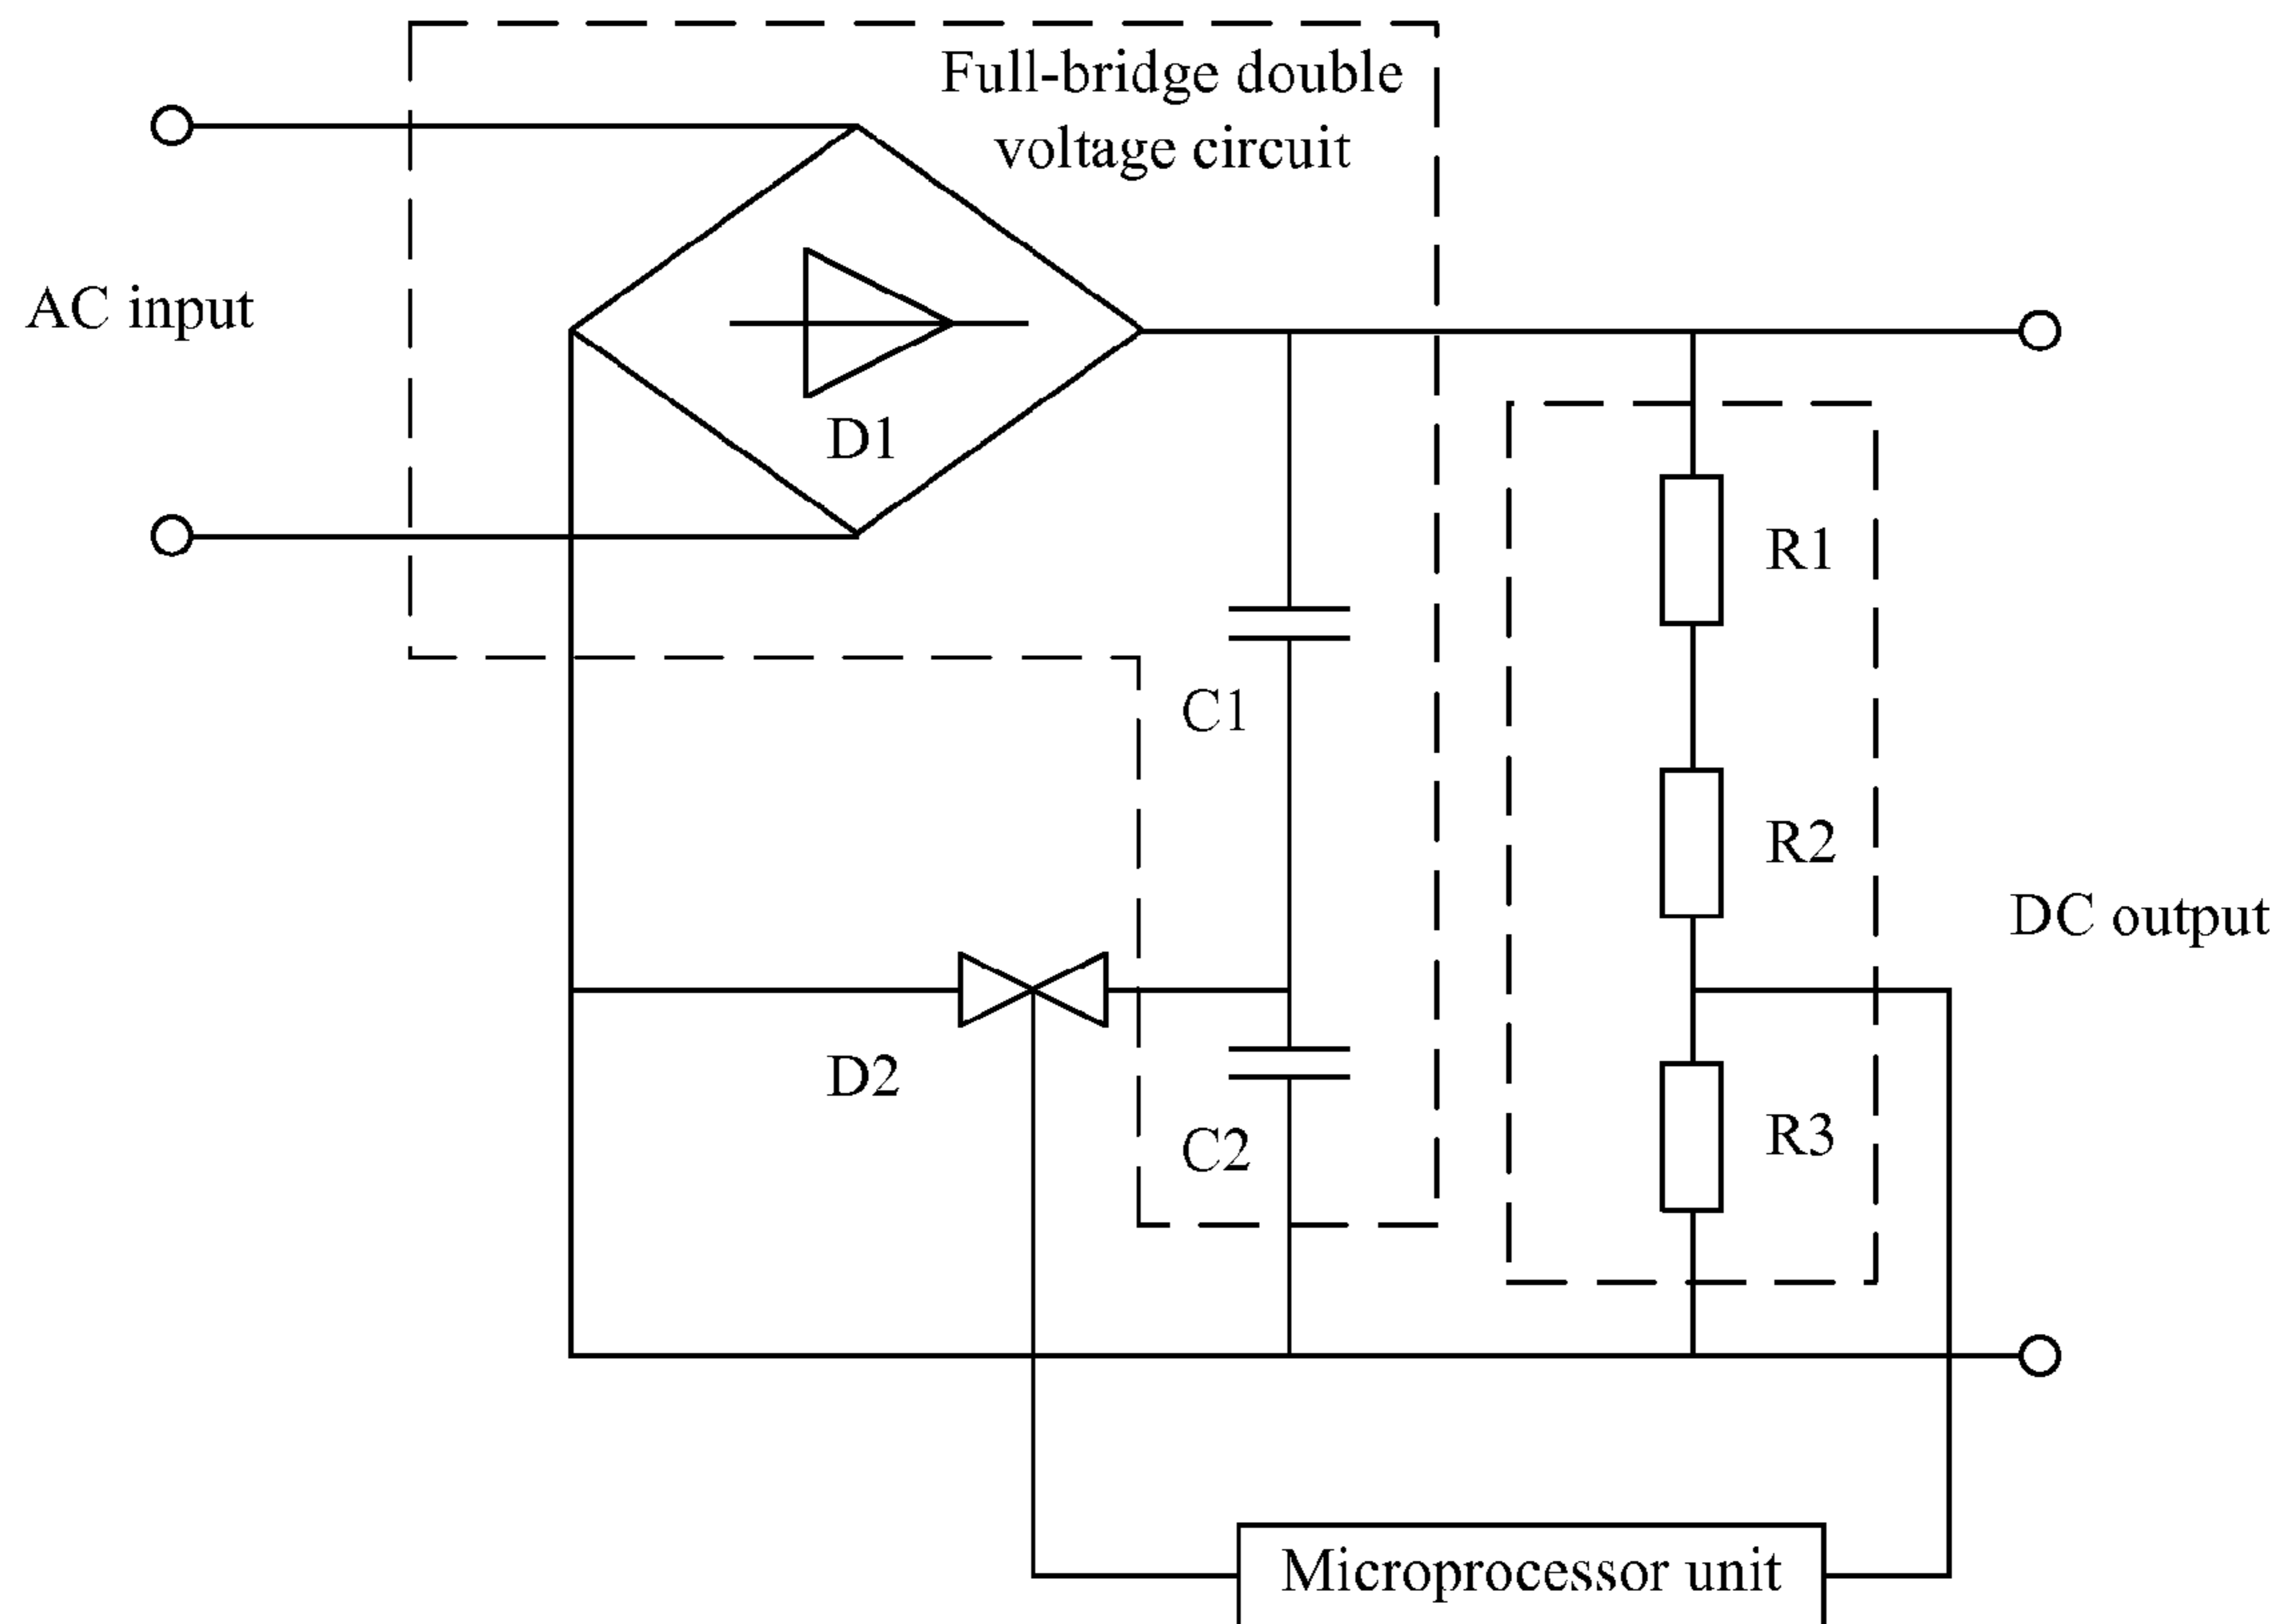 Full-bridge double
voltage circuit
AC input
D1
R1
C1
R2
DC output
D2
R3
C2
Microprocessor unit